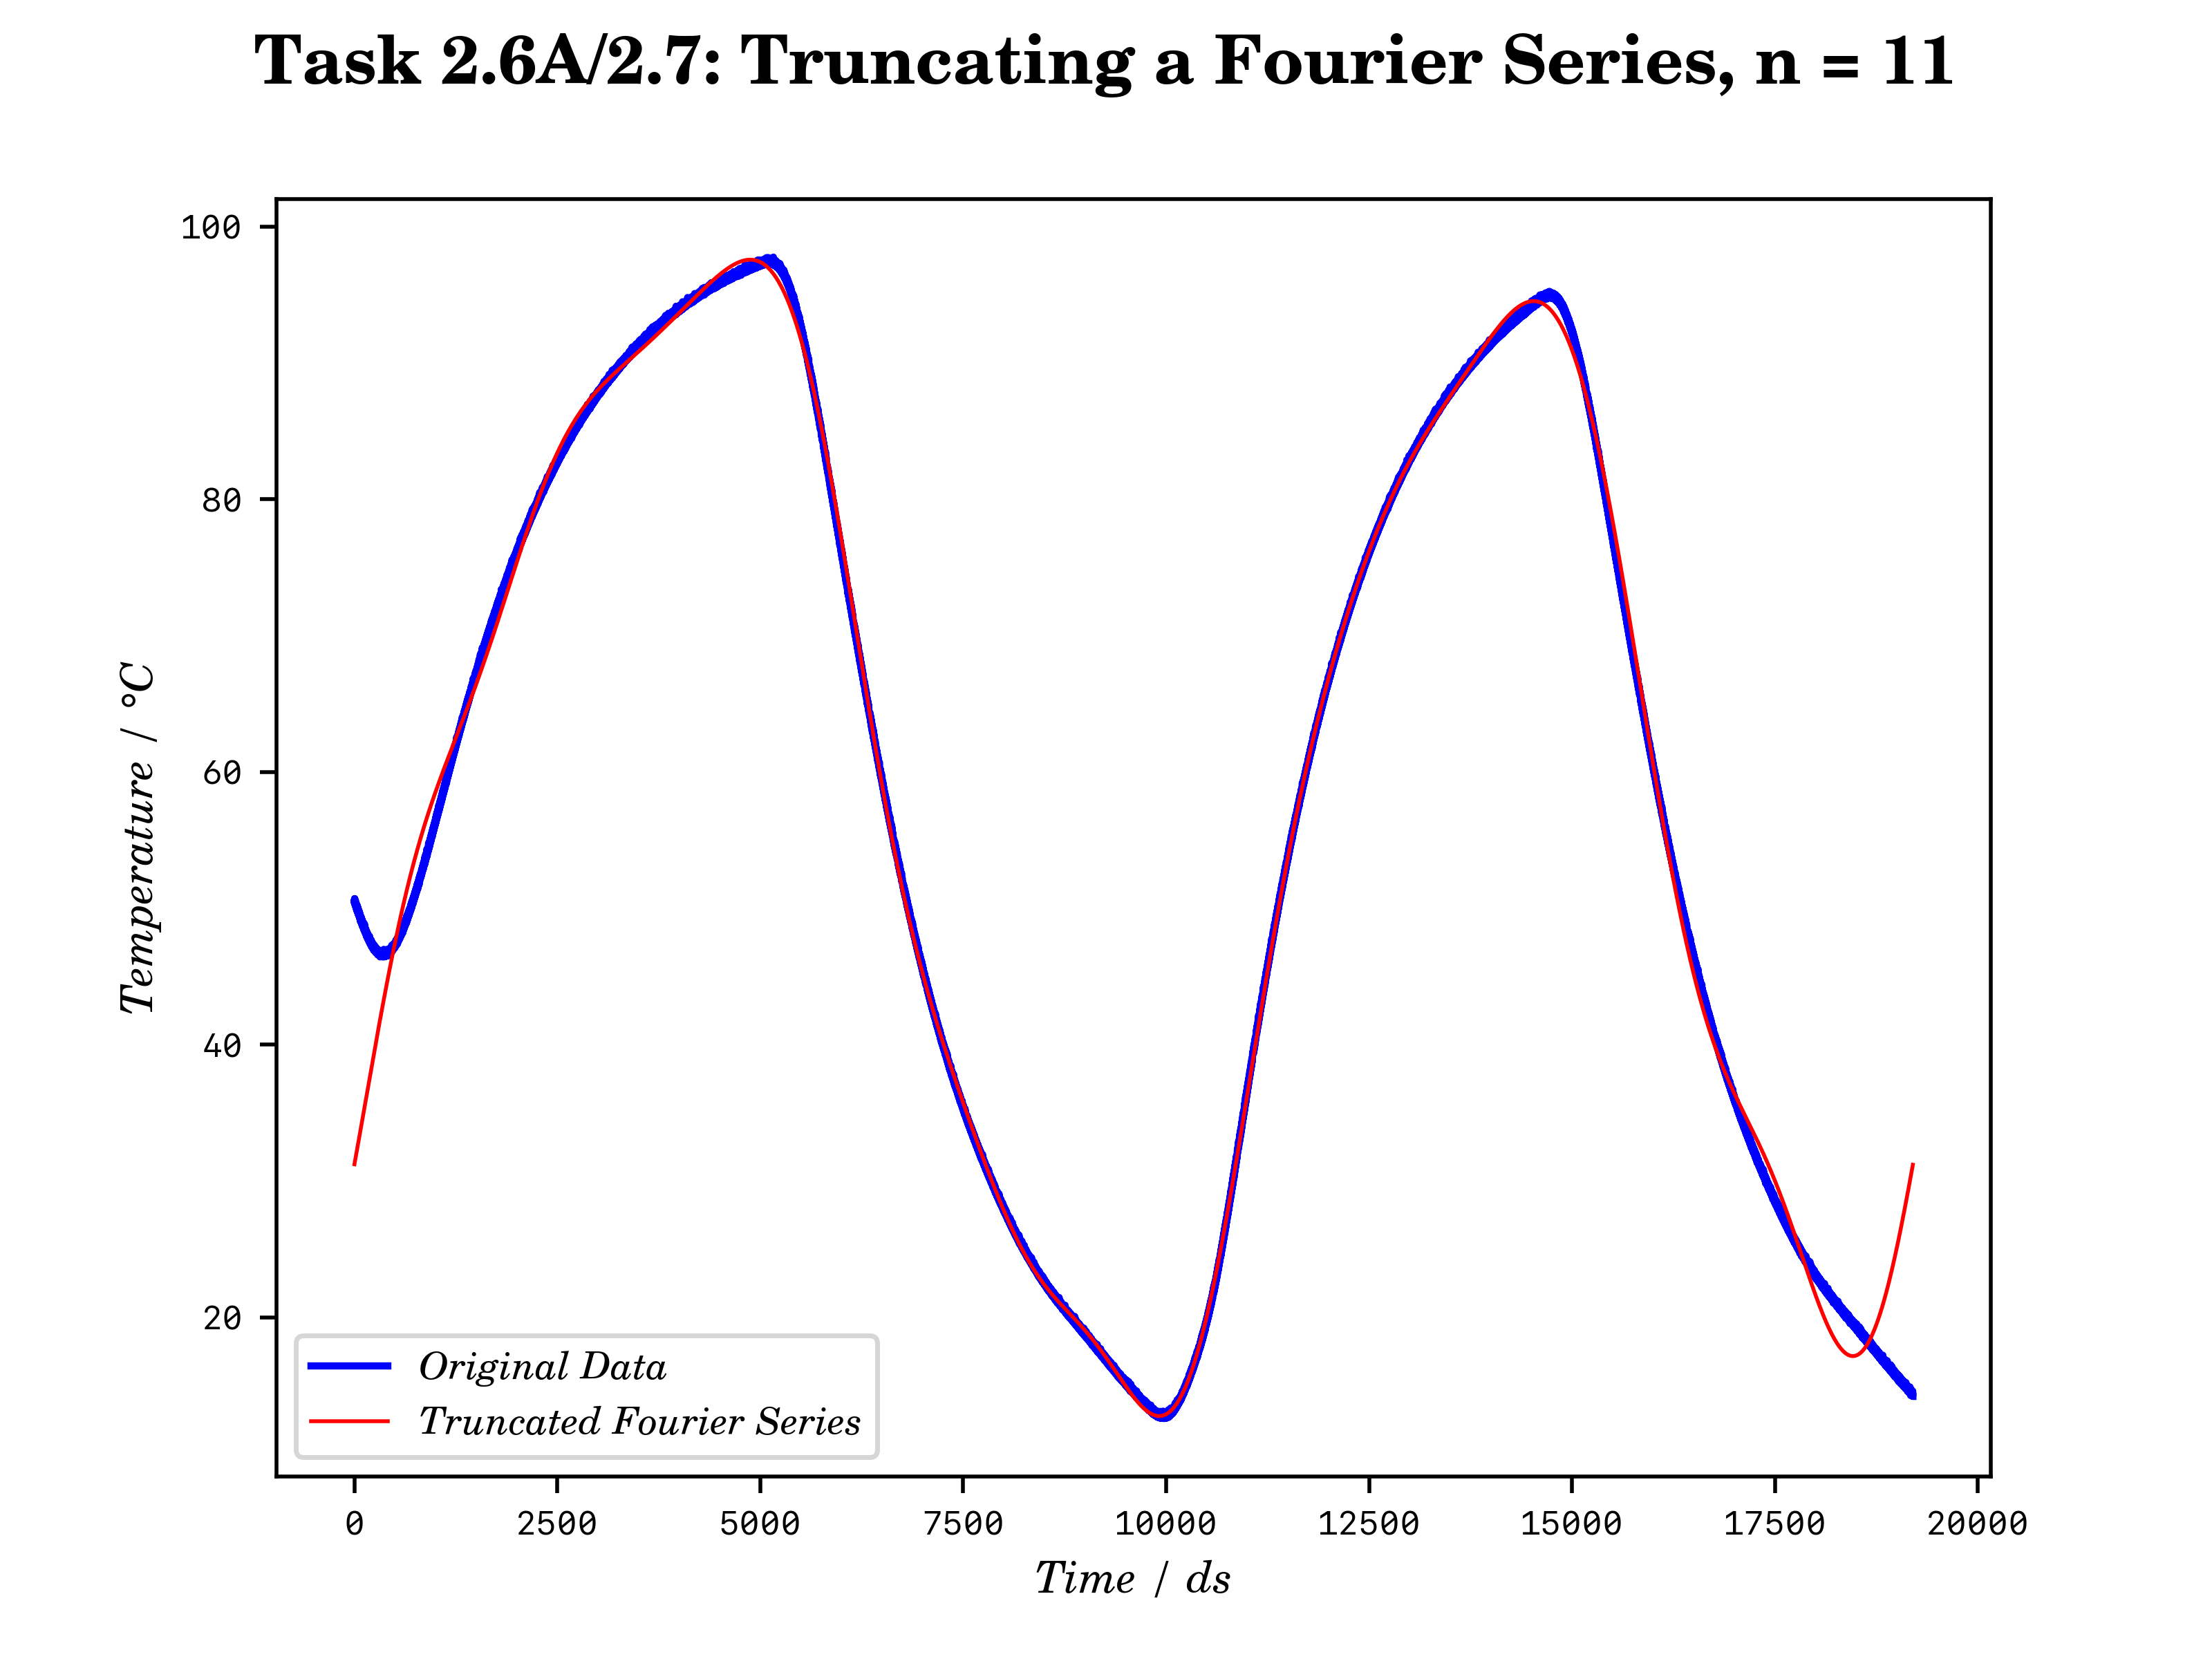 Task 2.6A/2.7: Truncating a Fourier Series, n = 11
100
80
60
40
20
Temperature / °C
Original Data
Truncated Fourier Series
0 2500 5000 7500 10000 12500 15000 17500 20000
Time / ds